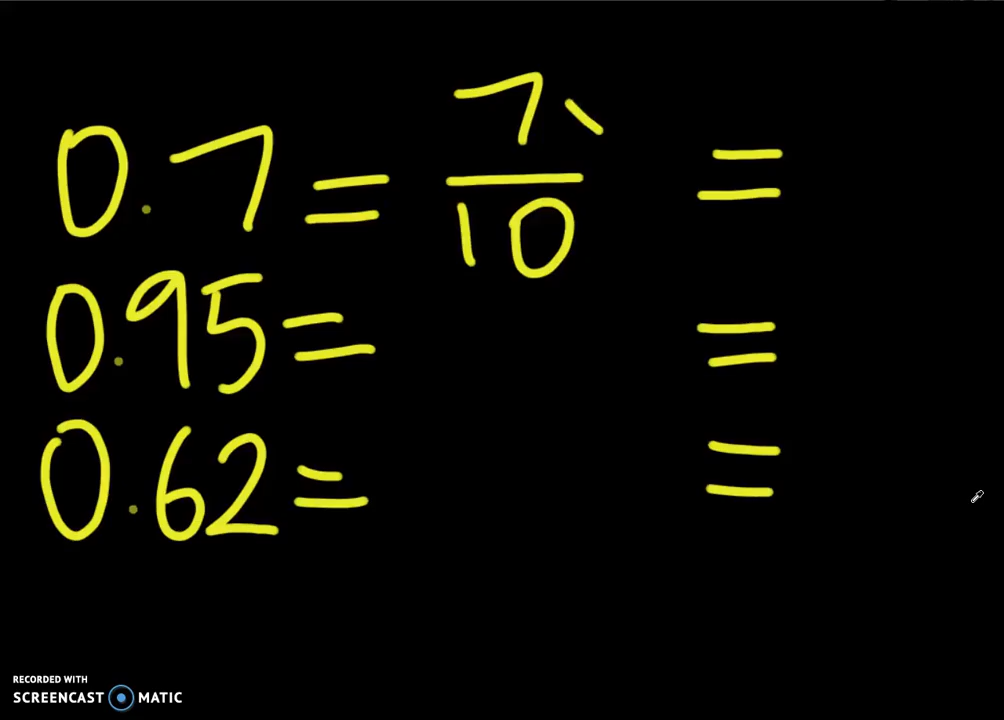 0.7 = 7/10 =
0.95 = =
0.62 = =
RECORDED WITH
SCREENCAST MATIC